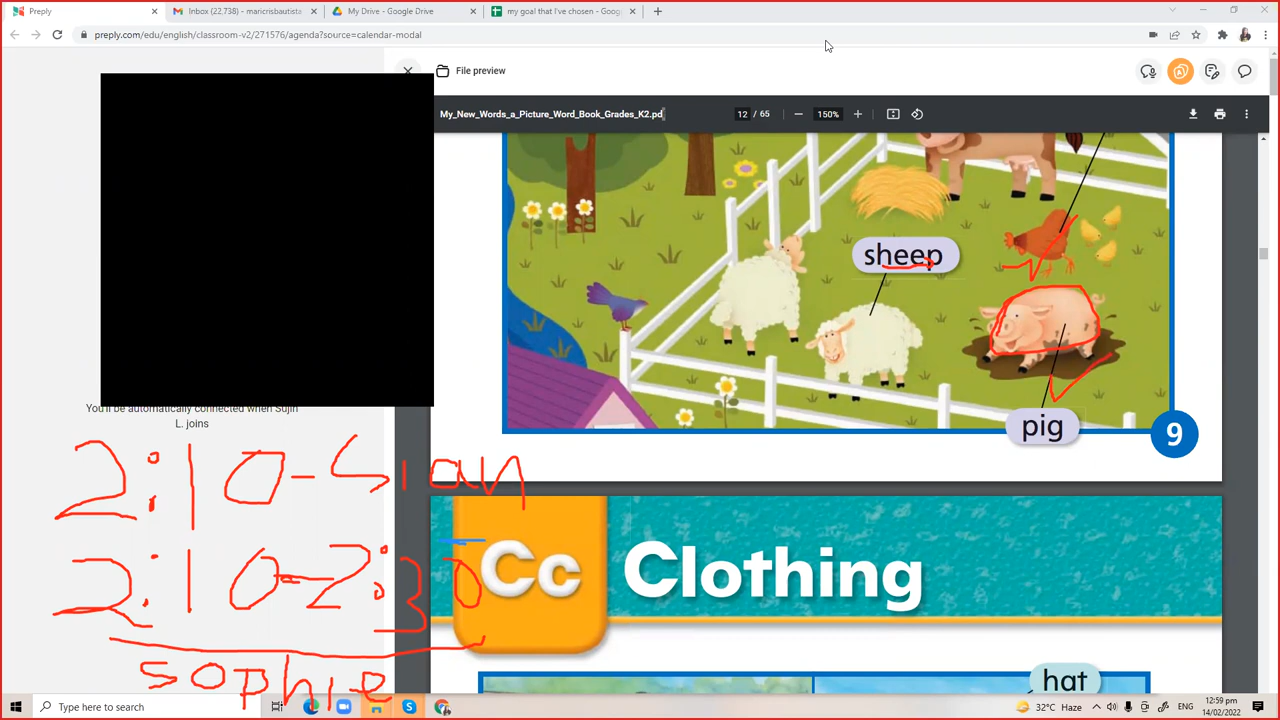 Preply
Inbox (22,738) - maricrisbautista
My Drive - Google Drive
my goal that I've chosen - Goog
preply.com/edu/english/classroom-v2/271576/agenda?source=calendar-modal
File preview
My_New_Words_a_Picture_Word_Book_Grades_K2.pd
12 / 65
150%
sheep
pig
9
You'll be automatically connected when Sujin
L. joins
2:10-Sian
2:10-2:30
sophie
Cc
Clothing
hat
Type here to search
32°C Haze
ENG
12:59 pm
14/02/2022